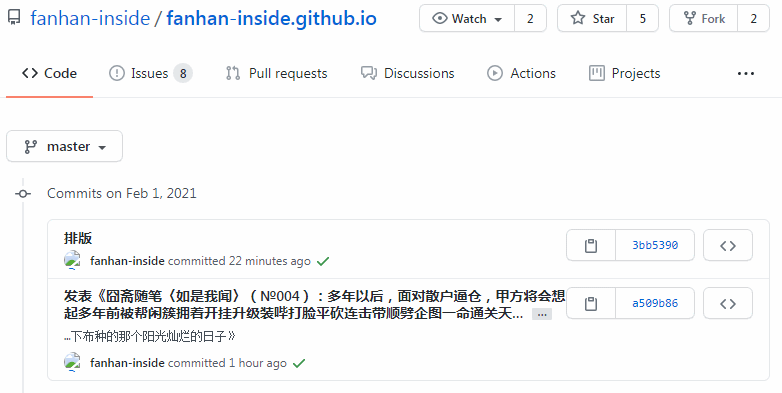 fanhan-inside / fanhan-inside.github.io Watch 2 Star 5 Fork 2
Code Issues 8 Pull requests Discussions Actions Projects ...
master
Commits on Feb 1, 2021
排版 3bb5390
fanhan-inside committed 22 minutes ago
发表《囧斋随笔〈如是我闻〉（№004）：多年以后，面对散户逼仓，甲方将会想 a509b86
起多年前被帮闲簇拥着开挂升级装哔打脸平砍连击带顺劈企图一命通关天... ...
...下布种的那个阳光灿烂的日子》
fanhan-inside committed 1 hour ago